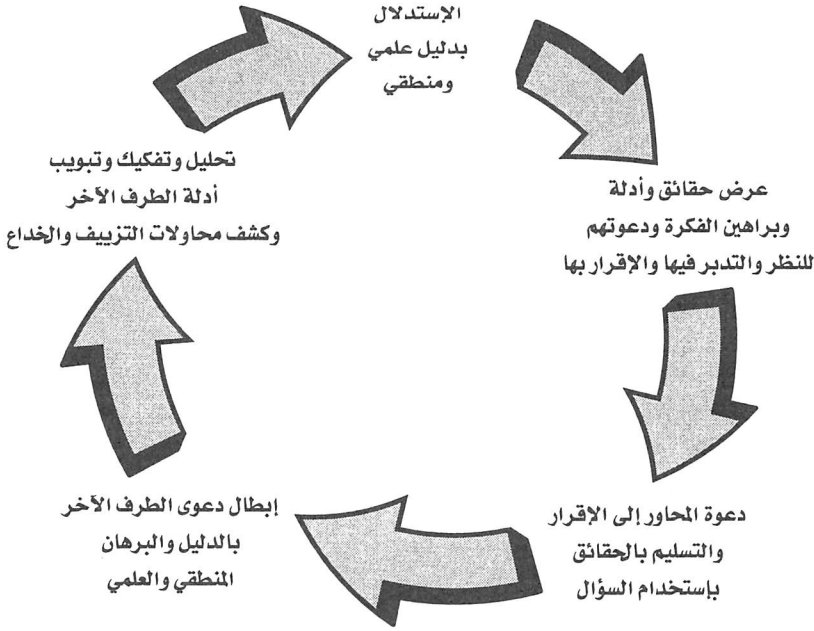 الإستدلال
بدليل علمي
ومنطقي
عرض حقائق وأدلة
وبراهين الفكرة ودعوتهم
للنظر والتدبر فيها والإقرار بها
دعوة المحاور إلى الإقرار
والتسليم بالحقائق
بإستخدام السؤال
إبطال دعوى الطرف الآخر
بالدليل والبرهان
المنطقي والعلمي
تحليل وتفكيك وتبويب
أدلة الطرف الآخر
وكشف محاولات التزييف والخداع